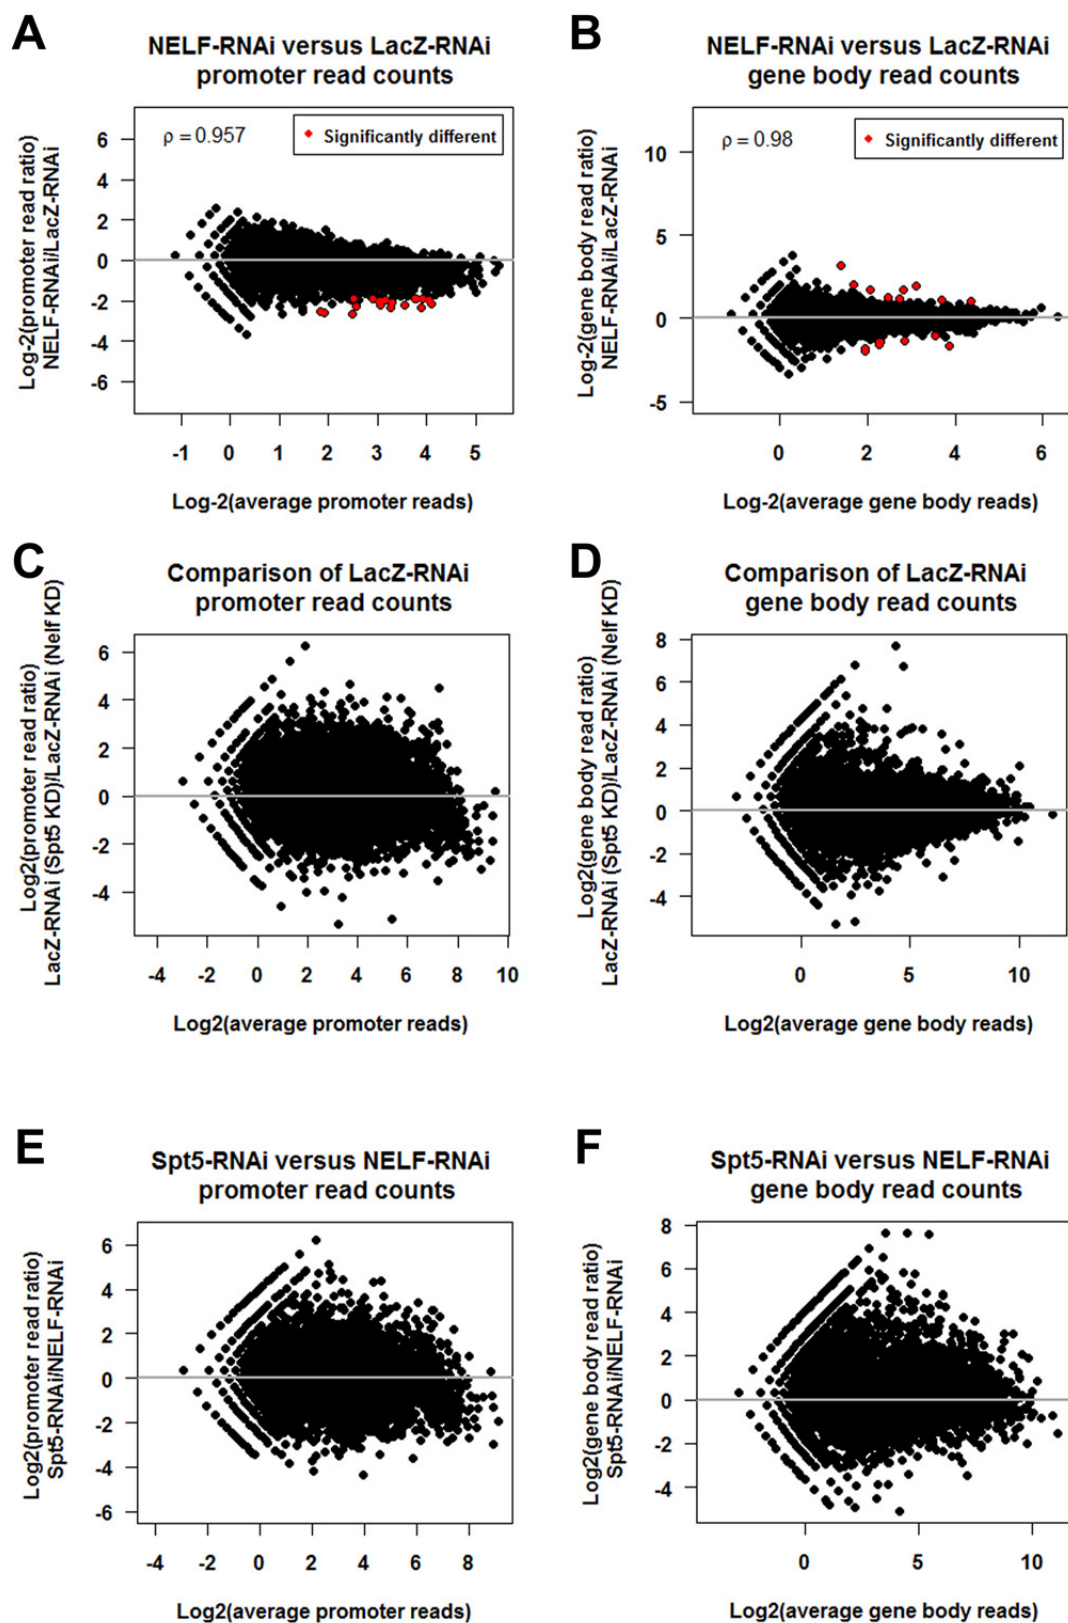 A
NELF-RNAi versus LacZ-RNAi
promoter read counts
ρ = 0.957
Significantly different
Log-2(promoter read ratio)
NELF-RNAi/LacZ-RNAi
6
4
2
0
-2
-4
-6
-1 0 1 2 3 4 5
Log-2(average promoter reads)
B
NELF-RNAi versus LacZ-RNAi
gene body read counts
ρ = 0.98
Significantly different
Log-2(gene body read ratio)
NELF-RNAi/LacZ-RNAi
10
5
0
-5
0 2 4 6
Log-2(average gene body reads)
C
Comparison of LacZ-RNAi
promoter read counts
Log2(promoter read ratio)
LacZ-RNAi (Spt5 KD)/LacZ-RNAi (Nelf KD)
6
4
2
0
-2
-4
-4 -2 0 2 4 6 8 10
Log2(average promoter reads)
D
Comparison of LacZ-RNAi
gene body read counts
Log2(gene body read ratio)
LacZ-RNAi (Spt5 KD)/LacZ-RNAi (Nelf KD)
8
6
4
2
0
-2
-4
0 5 10
Log2(average gene body reads)
E
Spt5-RNAi versus NELF-RNAi
promoter read counts
Log2(promoter read ratio)
Spt5-RNAi/NELF-RNAi
6
4
2
0
-2
-4
-6
-4 -2 0 2 4 6 8
Log2(average promoter reads)
F
Spt5-RNAi versus NELF-RNAi
gene body read counts
Log2(gene body read ratio)
Spt5-RNAi/NELF-RNAi
8
6
4
2
0
-2
-4
0 5 10
Log2(average gene body reads)